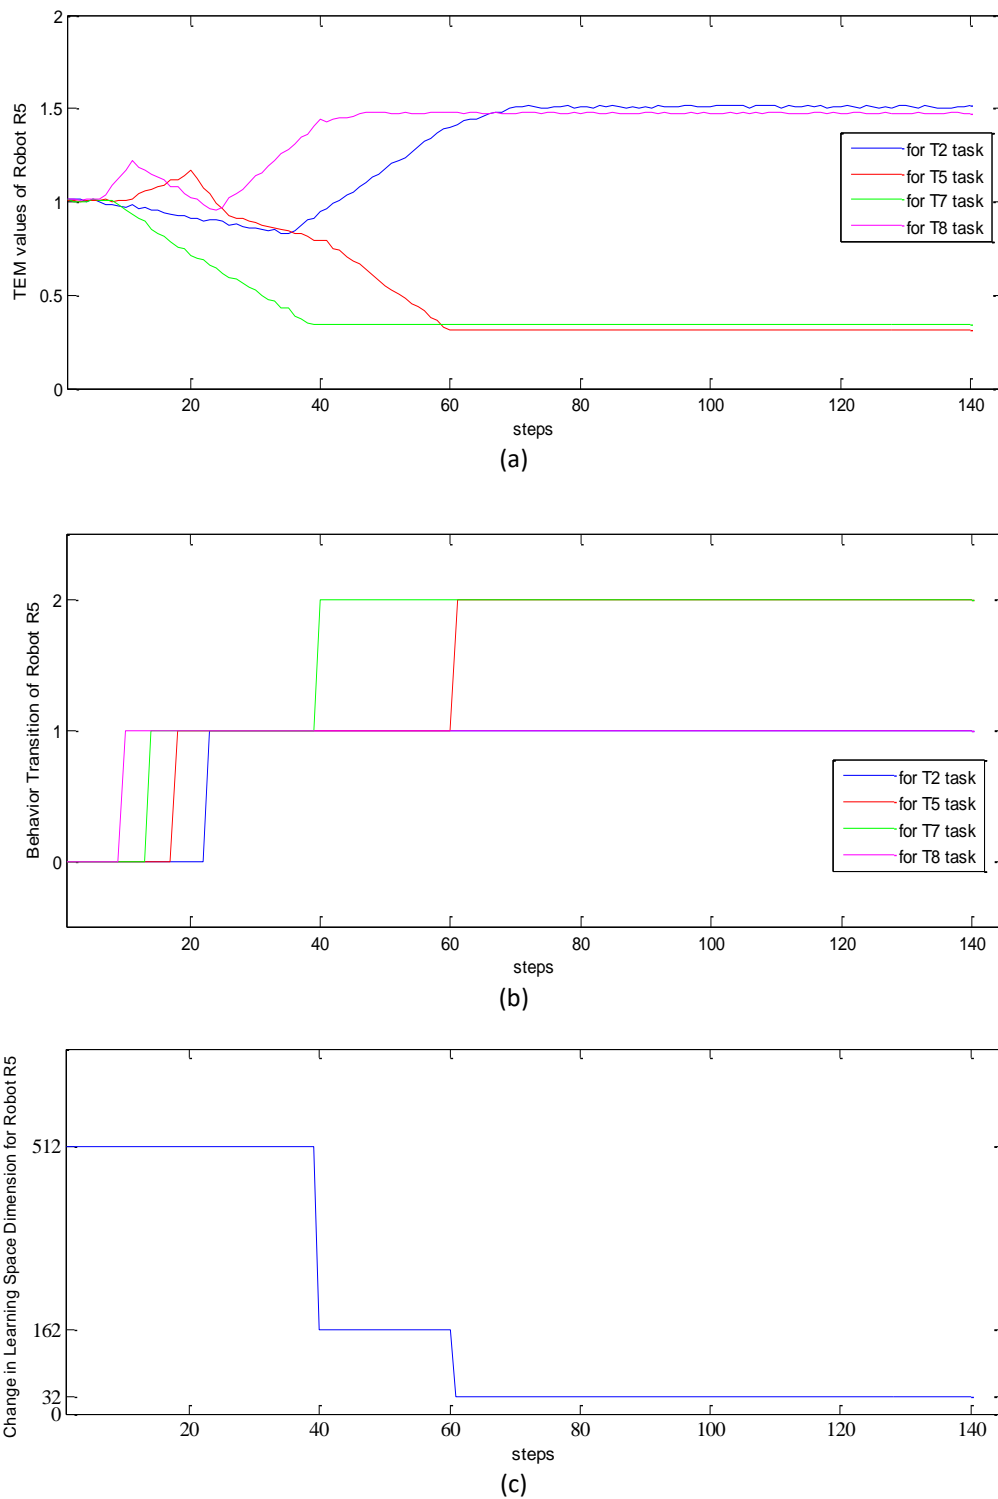 2
1.5
1
0.5
0
TEM values of Robot R5
for T2 task
for T5 task
for T7 task
for T8 task
20 40 60 80 100 120 140
steps
(a)
2
1
0
Behavior Transition of Robot R5
for T2 task
for T5 task
for T7 task
for T8 task
20 40 60 80 100 120 140
steps
(b)
512
162
32
0
Change in Learning Space Dimension for Robot R5
20 40 60 80 100 120 140
steps
(c)